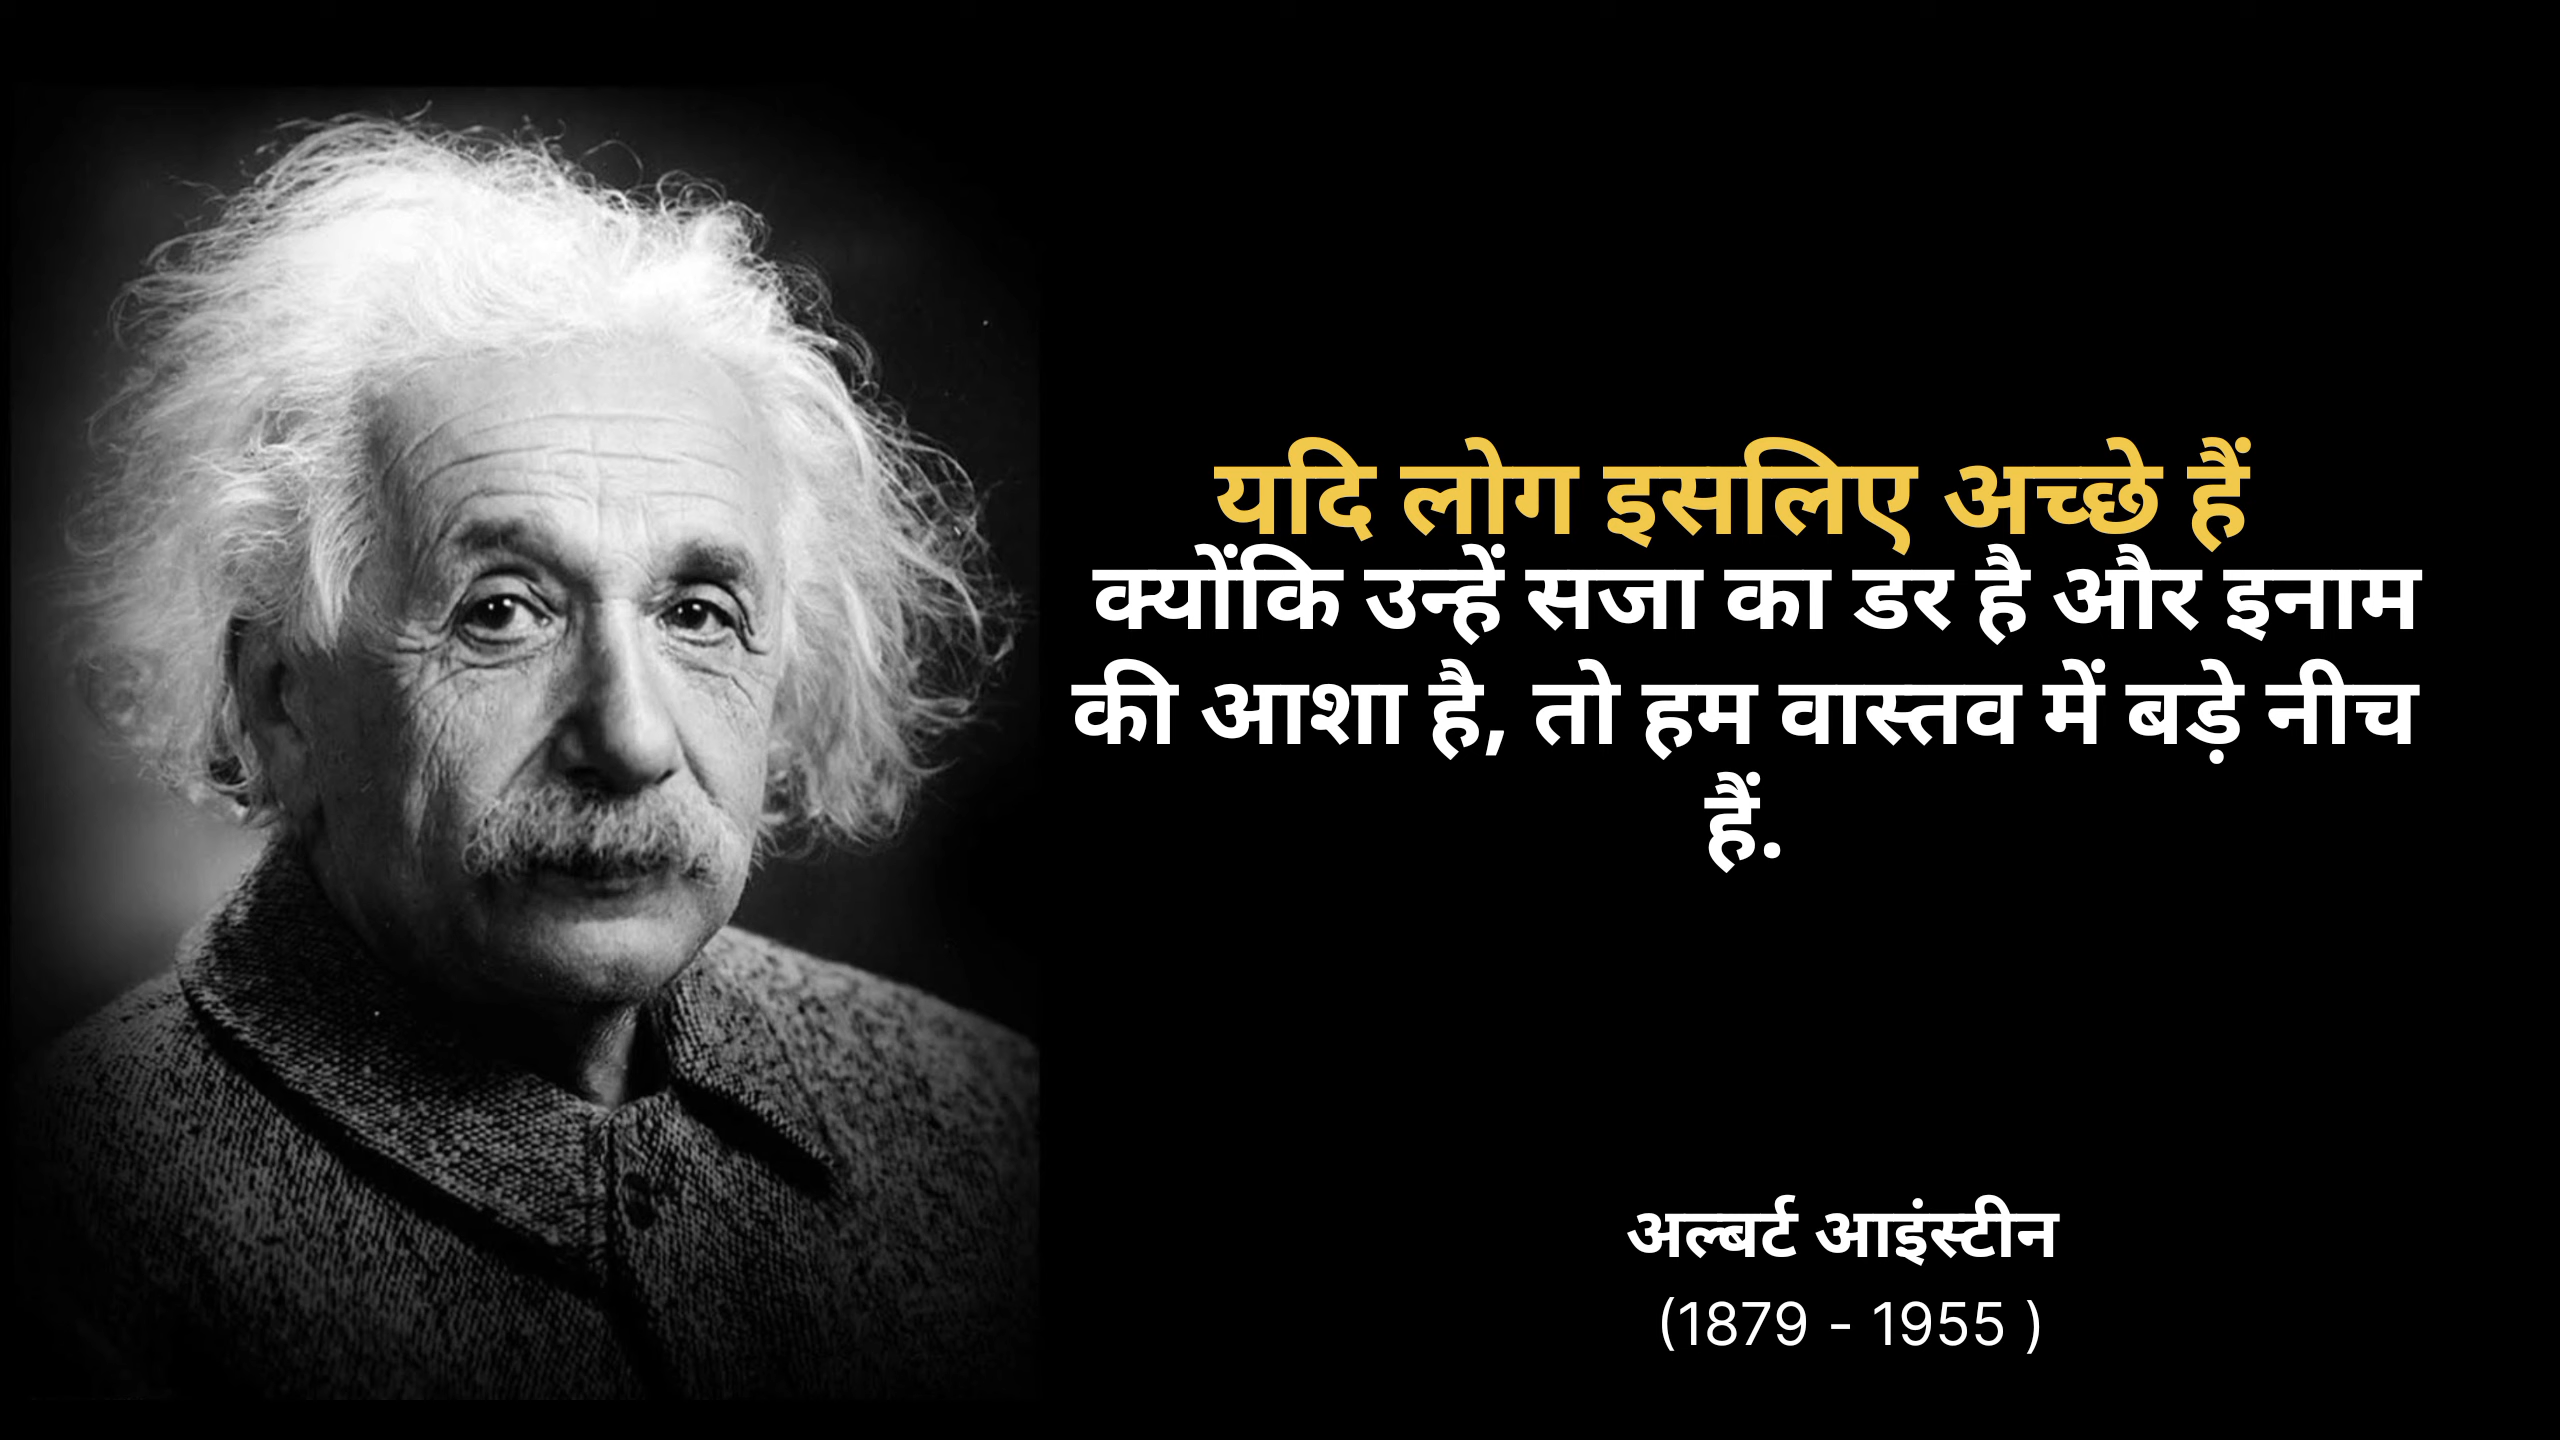 यदि लोग इसलिए अच्छे हैं
क्योंकि उन्हें सजा का डर है और इनाम
की आशा है, तो हम वास्तव में बड़े नीच
हैं.
अल्बर्ट आइंस्टीन
(1879 - 1955 )